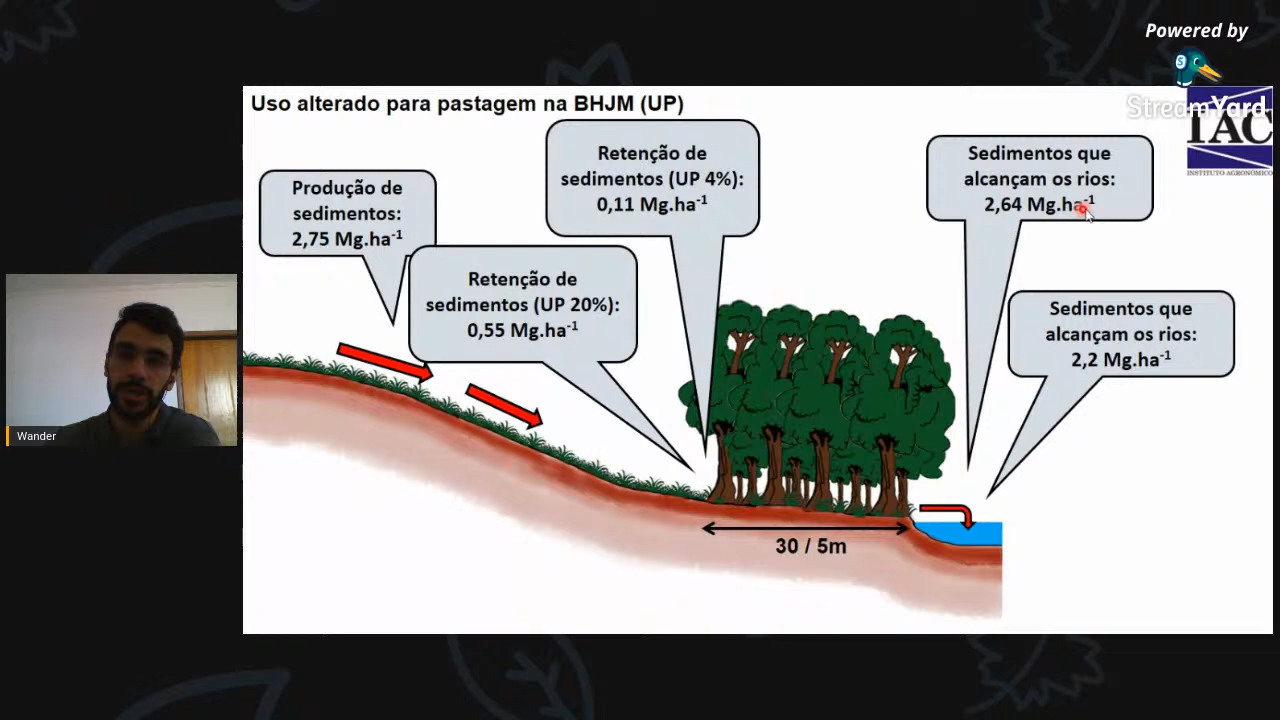 Powered by
StreamYard
IAC
INSTITUTO AGRONÔMICO
Uso alterado para pastagem na BHJM (UP)
Produção de
sedimentos:
2,75 Mg.ha⁻¹
Retenção de
sedimentos (UP 4%):
0,11 Mg.ha⁻¹
Retenção de
sedimentos (UP 20%):
0,55 Mg.ha⁻¹
Sedimentos que
alcançam os rios:
2,64 Mg.ha⁻¹
Sedimentos que
alcançam os rios:
2,2 Mg.ha⁻¹
30 / 5m
Wander